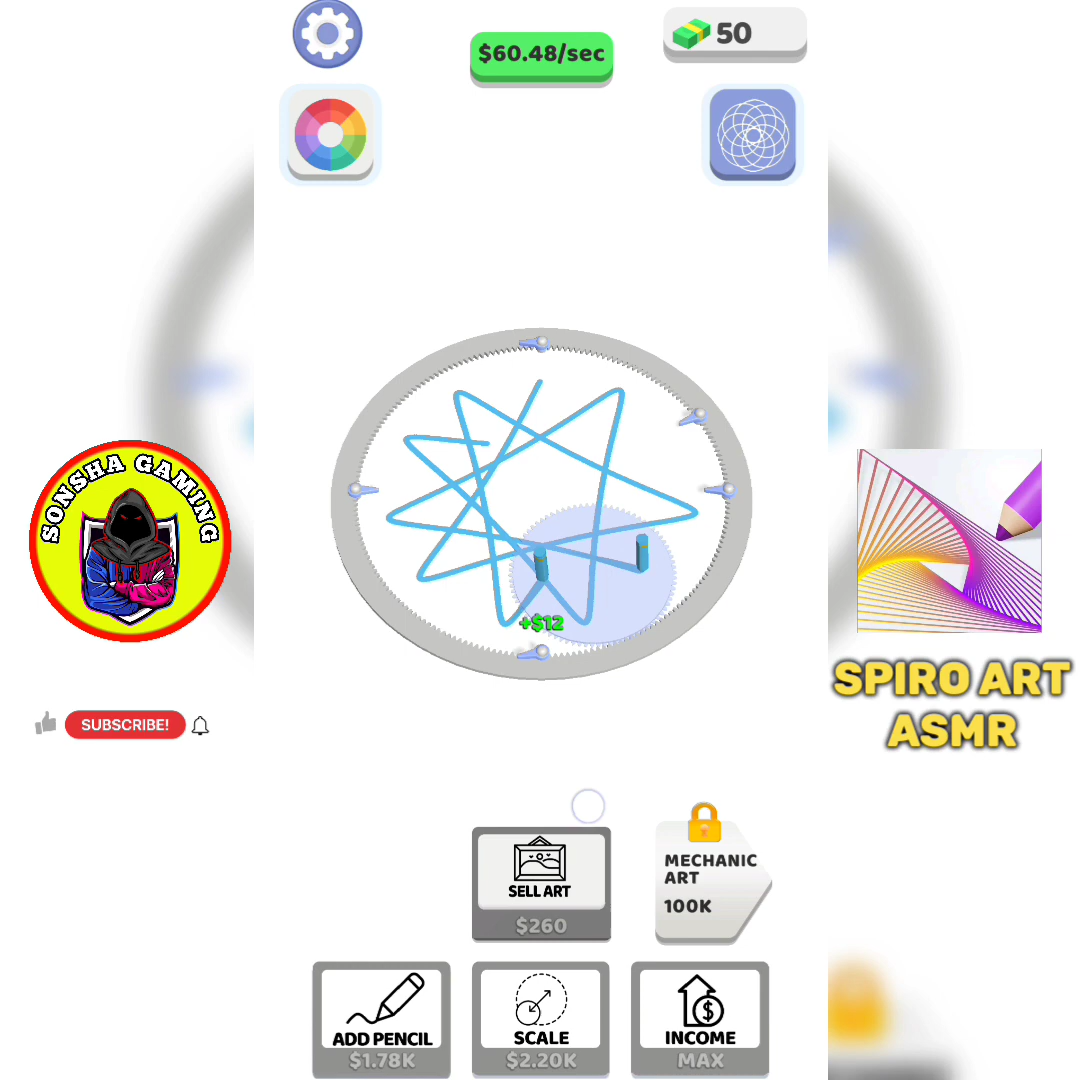 $60.48/sec
50
SONSHA GAMING
SUBSCRIBE!
+$12
SPIRO ART
ASMR
SELL ART
$260
MECHANIC
ART
100K
ADD PENCIL
$1.78K
SCALE
$2.20K
INCOME
MAX